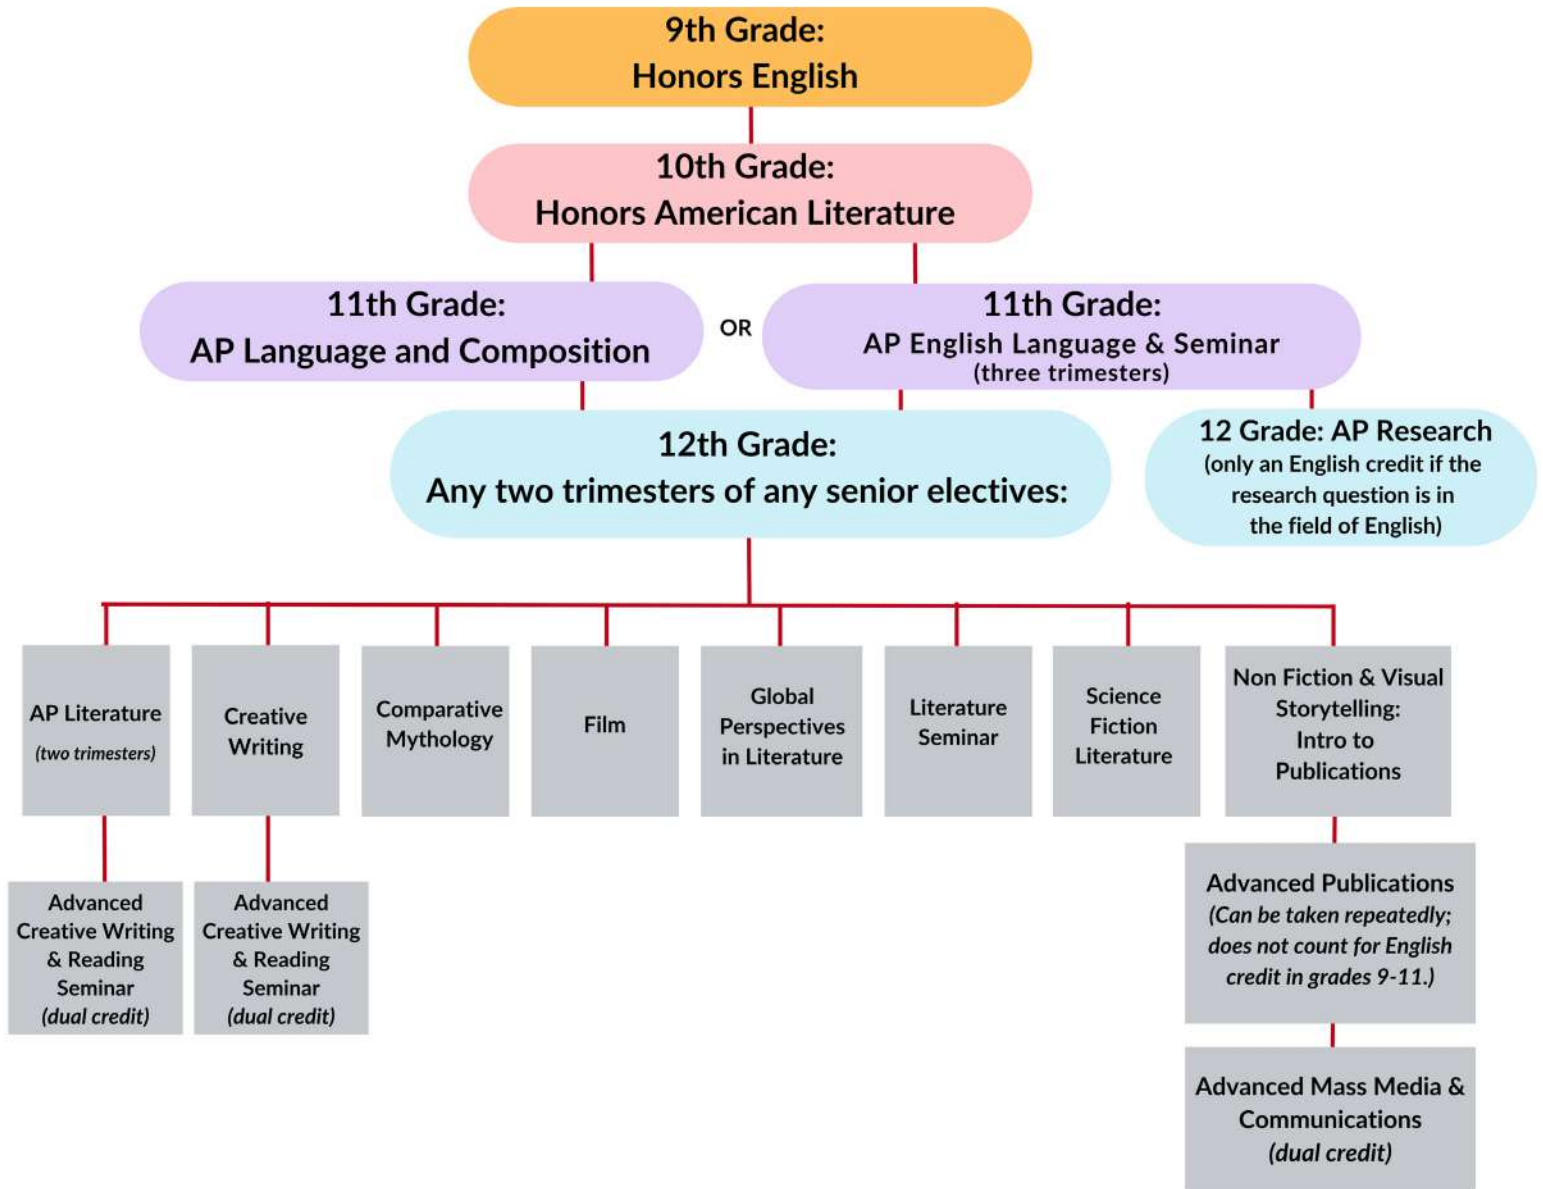 9th Grade:
Honors English
10th Grade:
Honors American Literature
11th Grade:
AP Language and Composition
OR
11th Grade:
AP English Language & Seminar
(three trimesters)
12th Grade:
Any two trimesters of any senior electives:
12 Grade: AP Research
(only an English credit if the
research question is in
the field of English)
AP Literature
(two trimesters)
Creative
Writing
Comparative
Mythology
Film
Global
Perspectives
in Literature
Literature
Seminar
Science
Fiction
Literature
Non Fiction & Visual
Storytelling:
Intro to
Publications
Advanced
Creative Writing
& Reading
Seminar
(dual credit)
Advanced
Creative Writing
& Reading
Seminar
(dual credit)
Advanced Publications
(Can be taken repeatedly;
does not count for English
credit in grades 9-11.)
Advanced Mass Media &
Communications
(dual credit)